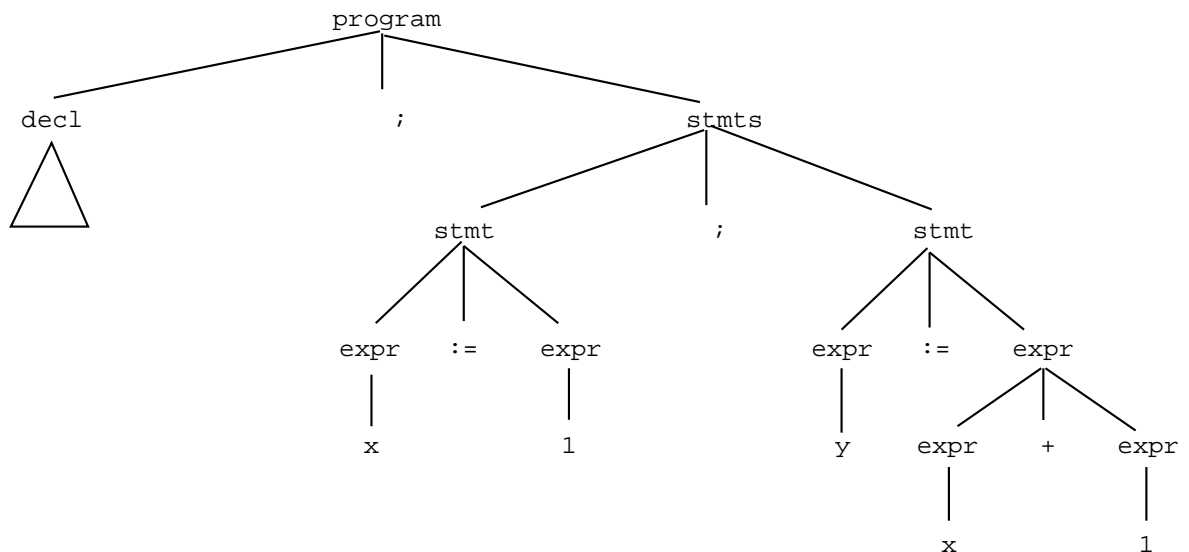 program
decl ; stmts
stmt ; stmt
expr := expr expr := expr
x 1 y expr + expr
x 1